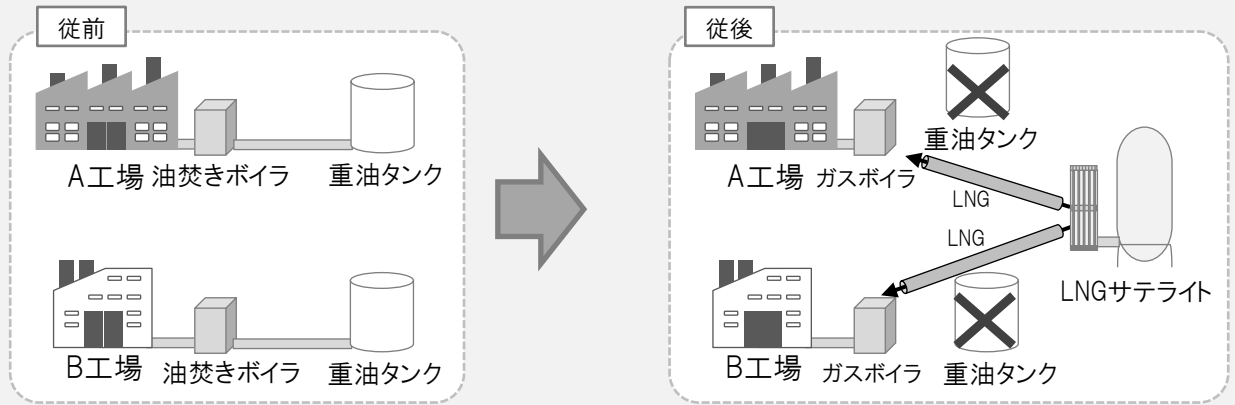 従前
A工場
油焚きボイラ
重油タンク
B工場
油焚きボイラ
重油タンク
従後
重油タンク
A工場
ガスボイラ
LNG
LNG
LNGサテライト
B工場
ガスボイラ
重油タンク